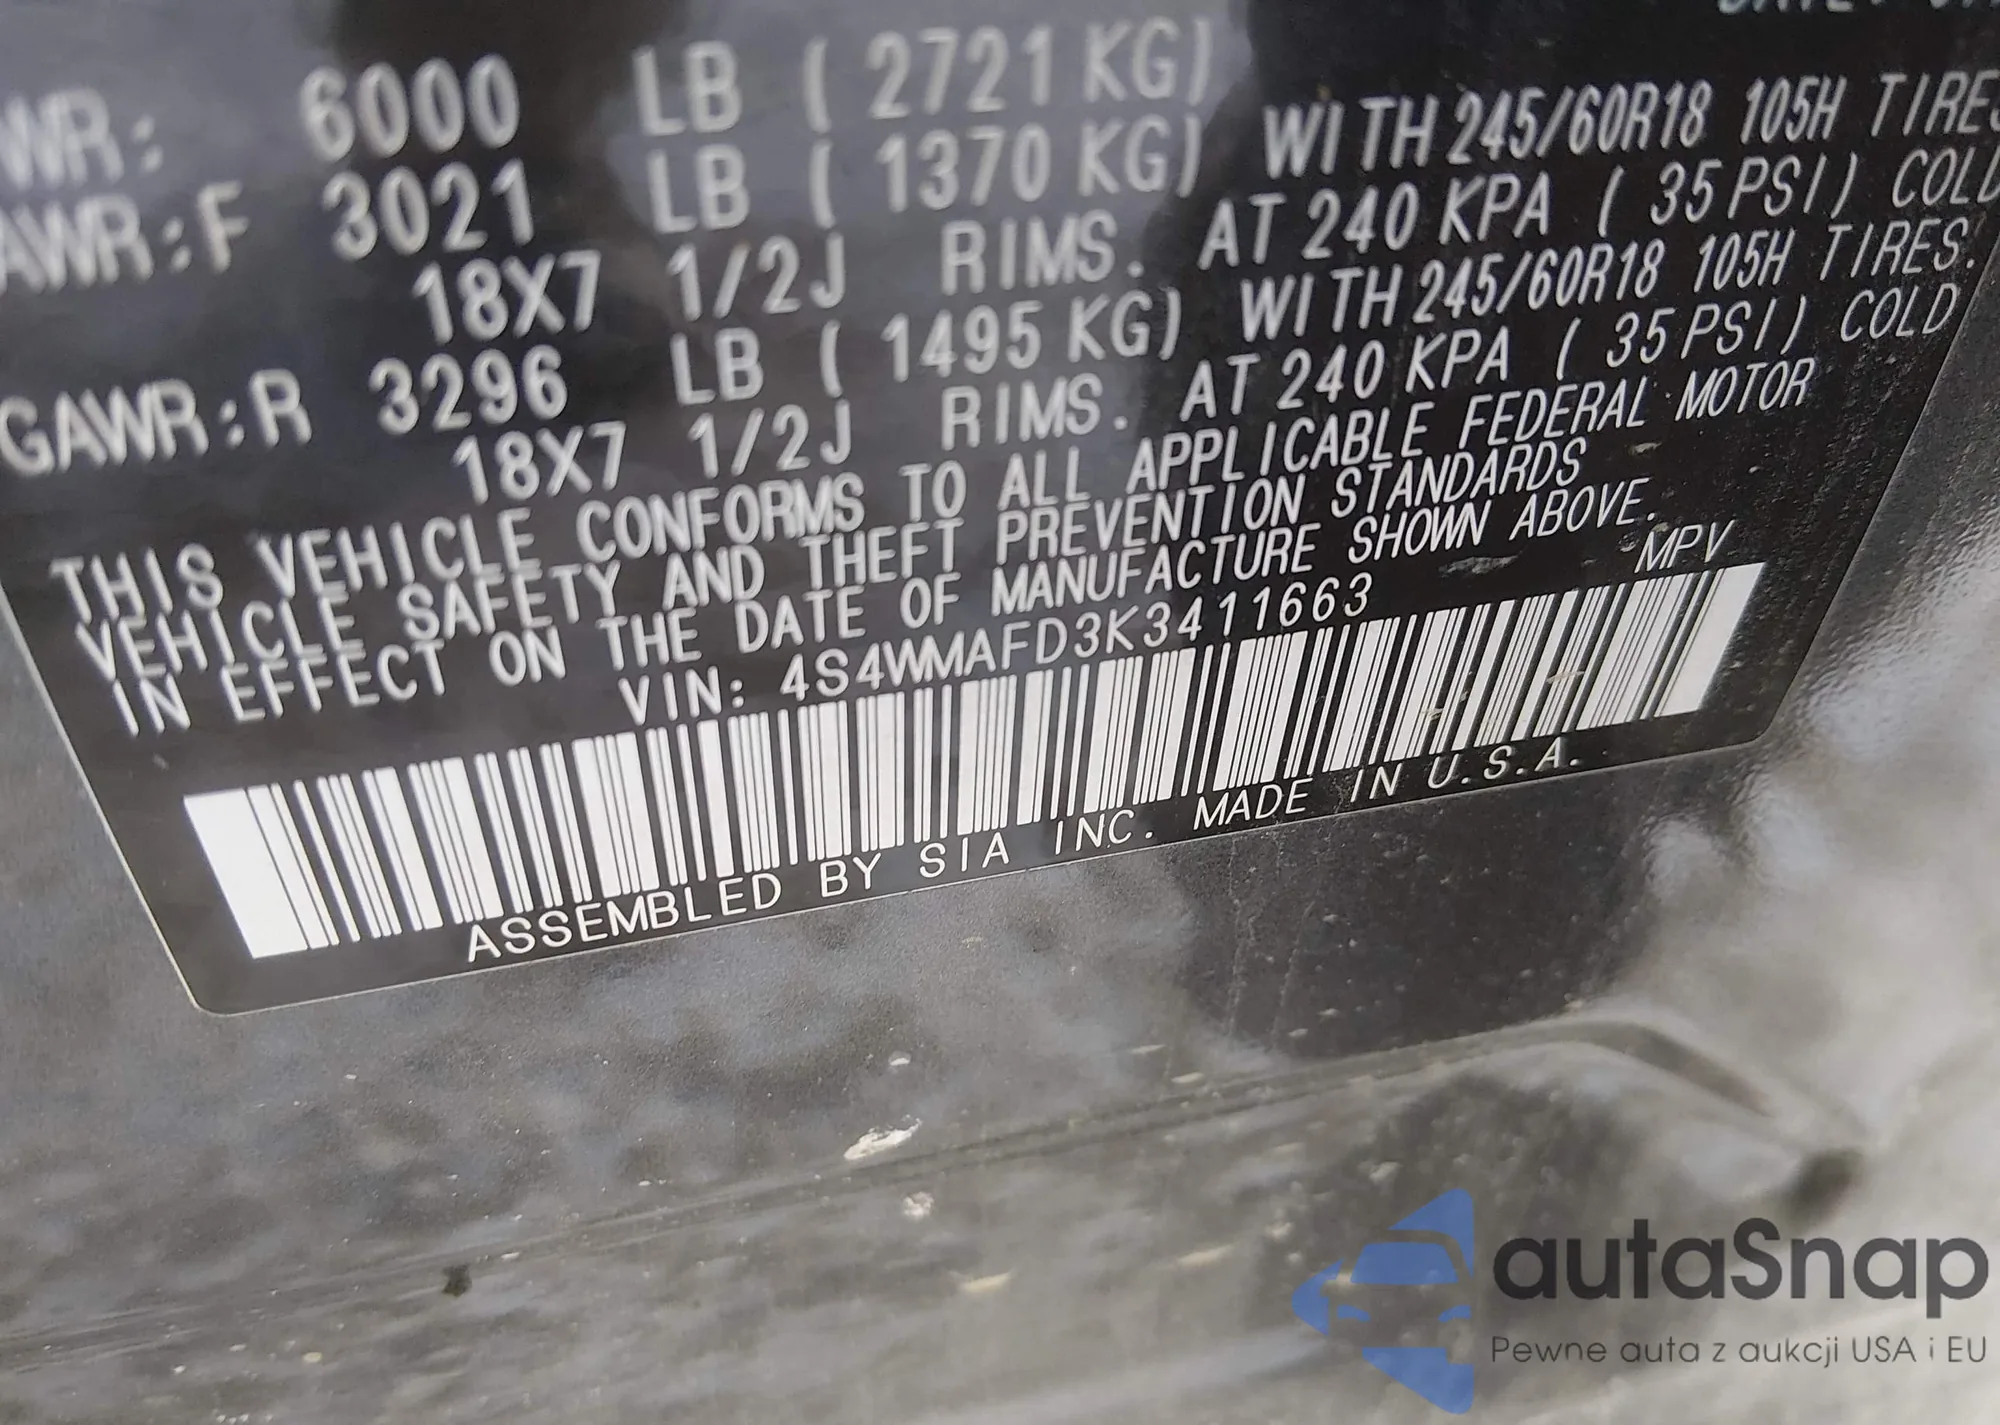 WR: 6000 LB ( 2721 KG)
AWR:F 3021 LB ( 1370 KG) WITH 245/60R18 105H TIRES
18X7 1/2J RIMS. AT 240 KPA ( 35 PSI) COLD
GAWR:R 3296 LB ( 1495 KG) WITH 245/60R18 105H TIRES.
18X7 1/2J RIMS. AT 240 KPA ( 35 PSI) COLD
THIS VEHICLE CONFORMS TO ALL APPLICABLE FEDERAL MOTOR
VEHICLE SAFETY AND THEFT PREVENTION STANDARDS
IN EFFECT ON THE DATE OF MANUFACTURE SHOWN ABOVE.
VIN: 4S4WMAFD3K3411663 MPV
ASSEMBLED BY SIA INC. MADE IN U.S.A.
autaSnap
Pewne auta z aukcji USA i EU